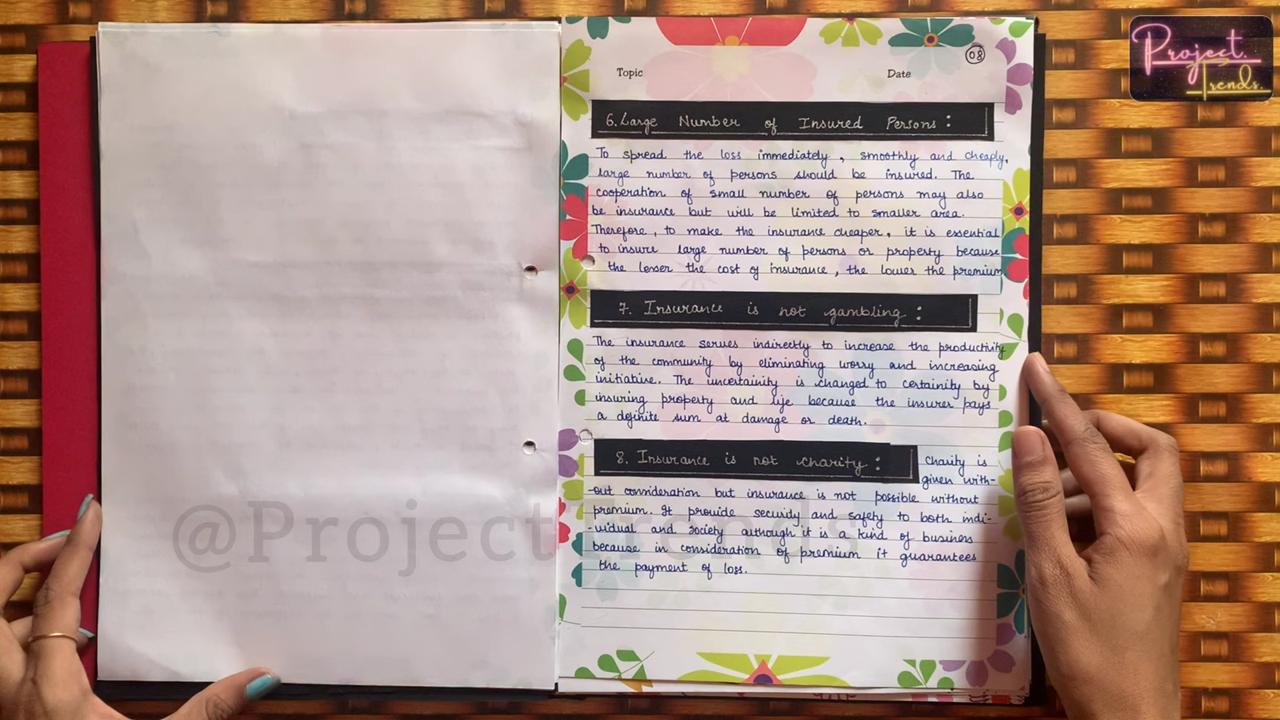 Project
Trends.
08
Topic Date
6. Large Number of Insured Persons :
To spread the loss immediately, smoothly and cheaply,
large number of persons should be insured. The
cooperation of small number of persons may also
be insurance but will be limited to smaller area.
Therefore, to make the insurance cheaper, it is essential
to insure large number of persons or property because
the lesser the cost of insurance, the lower the premium
7. Insurance is not gambling :
The insurance serves indirectly to increase the productivity
of the community by eliminating worry and increasing
initiative. The uncertainity is changed to certainity by
insuring property and life because the insurer pays
a definite sum at damage or death.
8. Insurance is not charity : Charity is
given with-
-out consideration but insurance is not possible without
premium. It provide security and safety to both indi-
-vidual and society although it is a kind of business
because in consideration of premium it guarantees
the payment of loss.
@ProjectTrends